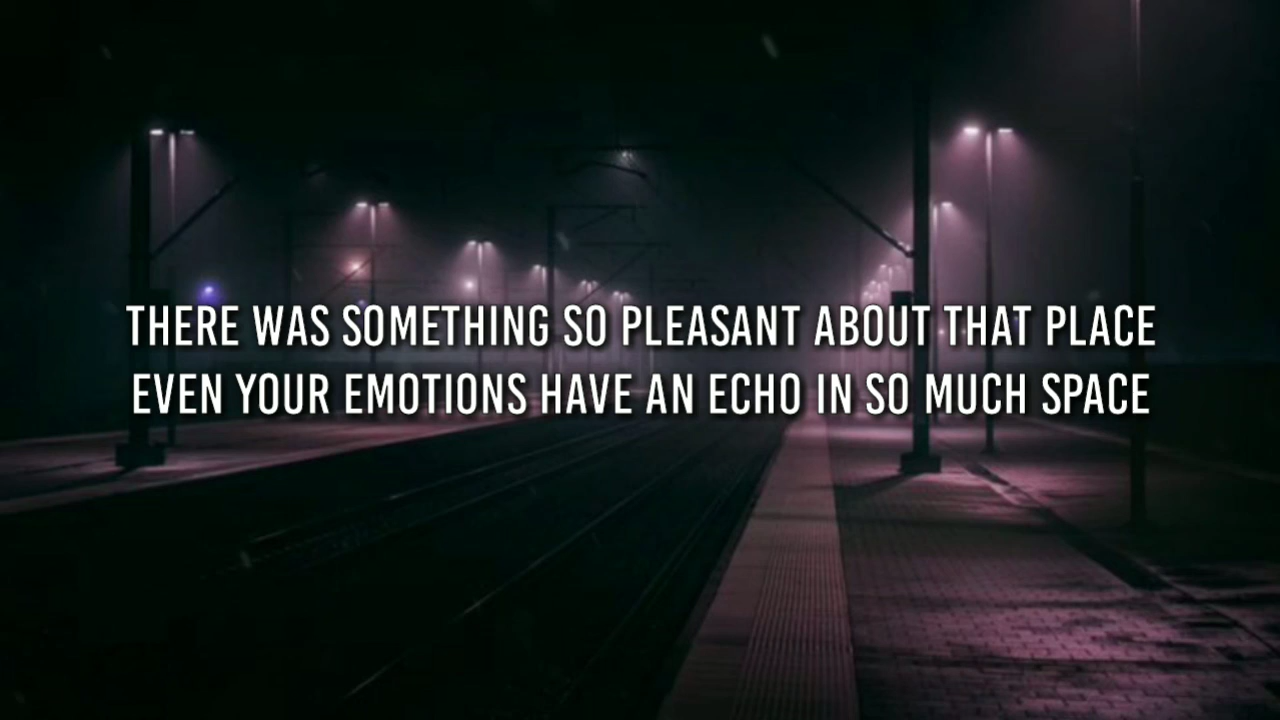 THERE WAS SOMETHING SO PLEASANT ABOUT THAT PLACE
EVEN YOUR EMOTIONS HAVE AN ECHO IN SO MUCH SPACE